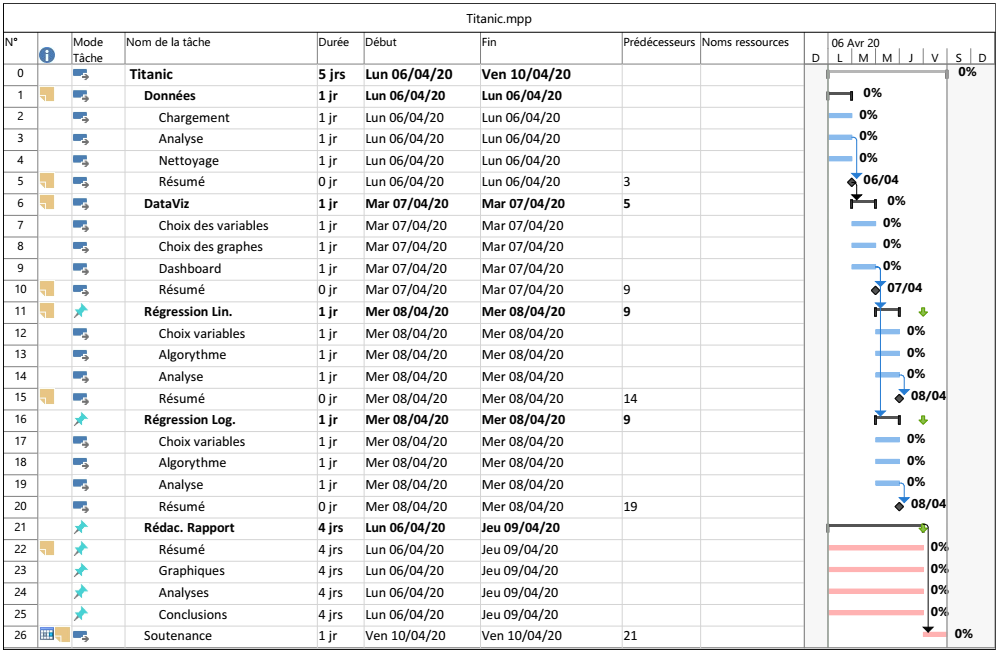 Titanic.mpp
N° Mode Tâche Nom de la tâche Durée Début Fin Prédécesseurs Noms ressources 06 Avr 20
D L M M J V S D
0 Titanic 5 jrs Lun 06/04/20 Ven 10/04/20 0%
1 Données 1 jr Lun 06/04/20 Lun 06/04/20 0%
2 Chargement 1 jr Lun 06/04/20 Lun 06/04/20 0%
3 Analyse 1 jr Lun 06/04/20 Lun 06/04/20 0%
4 Nettoyage 1 jr Lun 06/04/20 Lun 06/04/20 0%
5 Résumé 0 jr Lun 06/04/20 Lun 06/04/20 3 06/04
6 DataViz 1 jr Mar 07/04/20 Mar 07/04/20 5 0%
7 Choix des variables 1 jr Mar 07/04/20 Mar 07/04/20 0%
8 Choix des graphes 1 jr Mar 07/04/20 Mar 07/04/20 0%
9 Dashboard 1 jr Mar 07/04/20 Mar 07/04/20 0%
10 Résumé 0 jr Mar 07/04/20 Mar 07/04/20 9 07/04
11 Régression Lin. 1 jr Mer 08/04/20 Mer 08/04/20 9
12 Choix variables 1 jr Mer 08/04/20 Mer 08/04/20 0%
13 Algorythme 1 jr Mer 08/04/20 Mer 08/04/20 0%
14 Analyse 1 jr Mer 08/04/20 Mer 08/04/20 0%
15 Résumé 0 jr Mer 08/04/20 Mer 08/04/20 14 08/04
16 Régression Log. 1 jr Mer 08/04/20 Mer 08/04/20 9
17 Choix variables 1 jr Mer 08/04/20 Mer 08/04/20 0%
18 Algorythme 1 jr Mer 08/04/20 Mer 08/04/20 0%
19 Analyse 1 jr Mer 08/04/20 Mer 08/04/20 0%
20 Résumé 0 jr Mer 08/04/20 Mer 08/04/20 19 08/04
21 Rédac. Rapport 4 jrs Lun 06/04/20 Jeu 09/04/20
22 Résumé 4 jrs Lun 06/04/20 Jeu 09/04/20 0%
23 Graphiques 4 jrs Lun 06/04/20 Jeu 09/04/20 0%
24 Analyses 4 jrs Lun 06/04/20 Jeu 09/04/20 0%
25 Conclusions 4 jrs Lun 06/04/20 Jeu 09/04/20 0%
26 Soutenance 1 jr Ven 10/04/20 Ven 10/04/20 21 0%